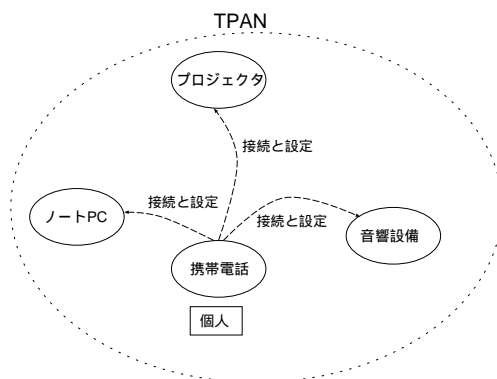 TPAN
プロジェクタ
接続と設定
接続と設定
ノートPC
接続と設定
音響設備
携帯電話
個人